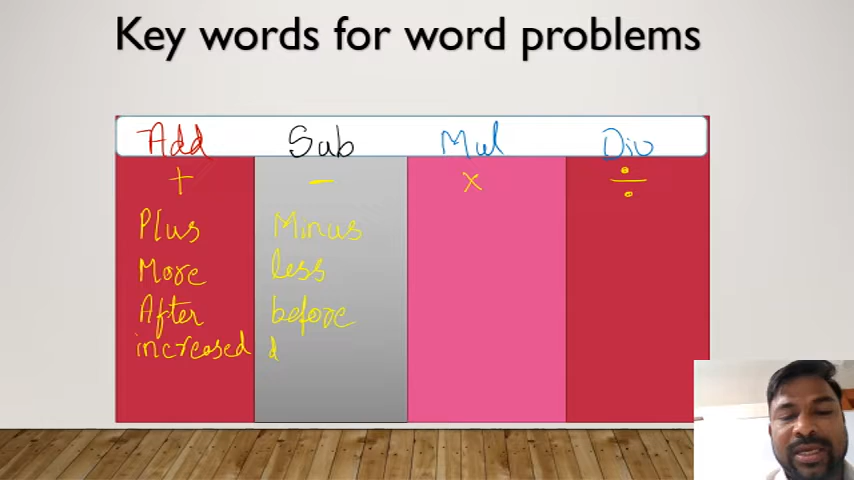 Key words for word problems
Add Sub Mul Div
+ − × ÷
Plus Minus
More less
After before
increased d